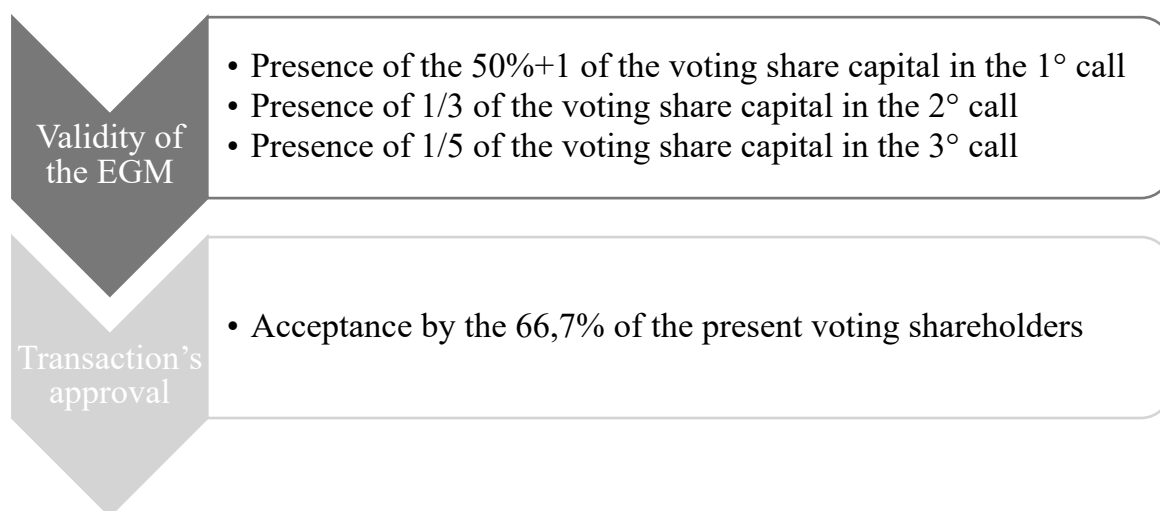 Validity of
the EGM
• Presence of the 50%+1 of the voting share capital in the 1° call
• Presence of 1/3 of the voting share capital in the 2° call
• Presence of 1/5 of the voting share capital in the 3° call
Transaction’s
approval
• Acceptance by the 66,7% of the present voting shareholders